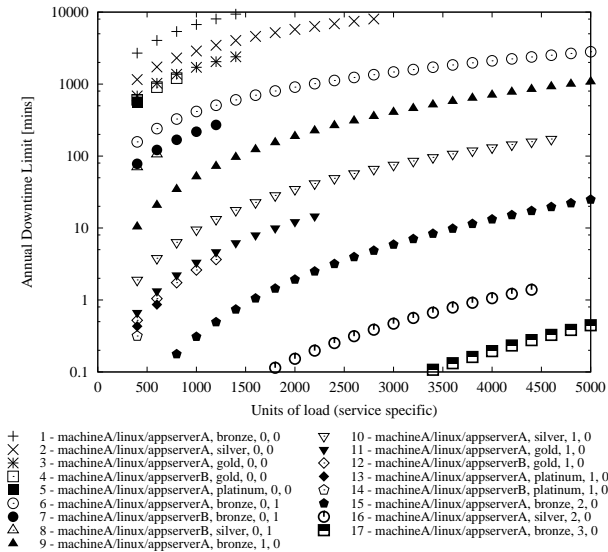 10000
1000
100
10
1
0.1
Annual Downtime Limit [mins]
0 500 1000 1500 2000 2500 3000 3500 4000 4500 5000
Units of load (service specific)
1 - machineA/linux/appserverA, bronze, 0, 0
2 - machineA/linux/appserverA, silver, 0, 0
3 - machineA/linux/appserverA, gold, 0, 0
4 - machineA/linux/appserverB, gold, 0, 0
5 - machineA/linux/appserverA, platinum, 0, 0
6 - machineA/linux/appserverA, bronze, 0, 1
7 - machineA/linux/appserverB, bronze, 0, 1
8 - machineA/linux/appserverB, silver, 0, 1
9 - machineA/linux/appserverA, bronze, 1, 0
10 - machineA/linux/appserverA, silver, 1, 0
11 - machineA/linux/appserverA, gold, 1, 0
12 - machineA/linux/appserverB, gold, 1, 0
13 - machineA/linux/appserverA, platinum, 1, 0
14 - machineA/linux/appserverB, platinum, 1, 0
15 - machineA/linux/appserverA, bronze, 2, 0
16 - machineA/linux/appserverA, silver, 2, 0
17 - machineA/linux/appserverA, bronze, 3, 0